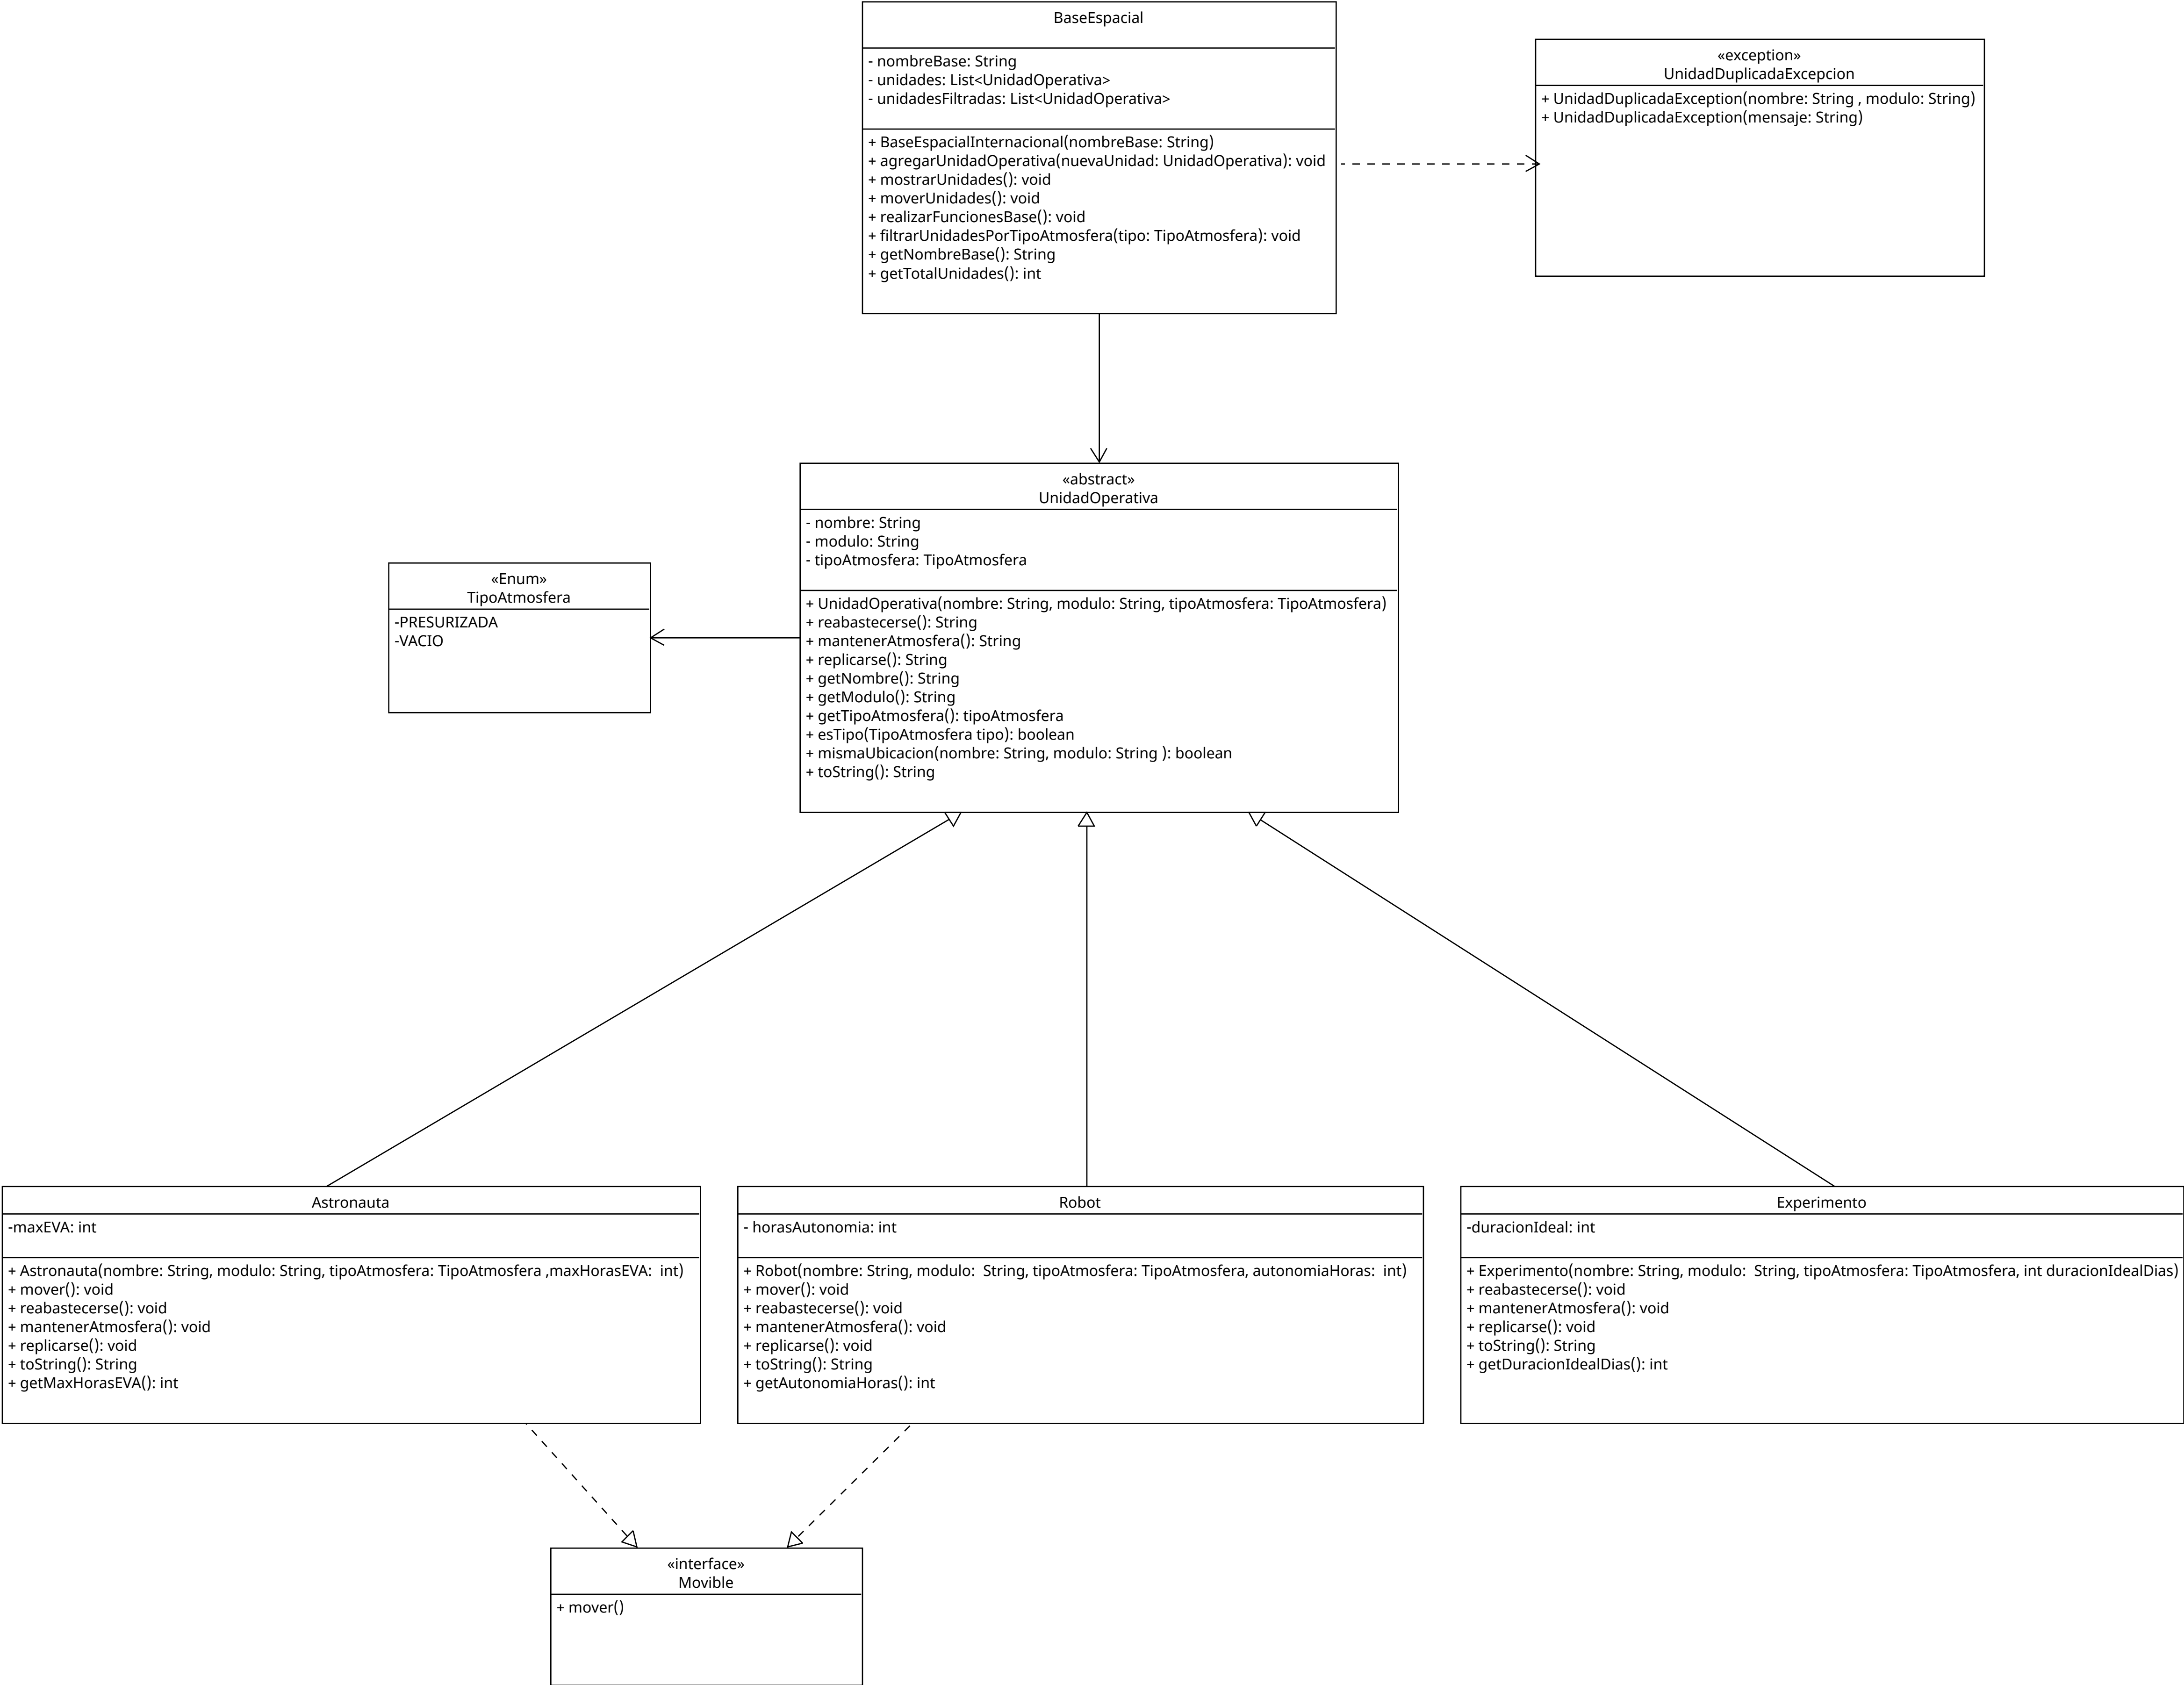 BaseEspacial
- nombreBase: String
- unidades: List<UnidadOperativa>
- unidadesFiltradas: List<UnidadOperativa>
+ BaseEspacialInternacional(nombreBase: String)
+ agregarUnidadOperativa(nuevaUnidad: UnidadOperativa): void
+ mostrarUnidades(): void
+ moverUnidades(): void
+ realizarFuncionesBase(): void
+ filtrarUnidadesPorTipoAtmosfera(tipo: TipoAtmosfera): void
+ getNombreBase(): String
+ getTotalUnidades(): int
«exception»
UnidadDuplicadaExcepcion
+ UnidadDuplicadaException(nombre: String , modulo: String)
+ UnidadDuplicadaException(mensaje: String)
«abstract»
UnidadOperativa
- nombre: String
- modulo: String
- tipoAtmosfera: TipoAtmosfera
+ UnidadOperativa(nombre: String, modulo: String, tipoAtmosfera: TipoAtmosfera)
+ reabastecerse(): String
+ mantenerAtmosfera(): String
+ replicarse(): String
+ getNombre(): String
+ getModulo(): String
+ getTipoAtmosfera(): tipoAtmosfera
+ esTipo(TipoAtmosfera tipo): boolean
+ mismaUbicacion(nombre: String, modulo: String ): boolean
+ toString(): String
«Enum»
TipoAtmosfera
-PRESURIZADA
-VACIO
Astronauta
-maxEVA: int
+ Astronauta(nombre: String, modulo: String, tipoAtmosfera: TipoAtmosfera ,maxHorasEVA:  int)
+ mover(): void
+ reabastecerse(): void
+ mantenerAtmosfera(): void
+ replicarse(): void
+ toString(): String
+ getMaxHorasEVA(): int
Robot
- horasAutonomia: int
+ Robot(nombre: String, modulo:  String, tipoAtmosfera: TipoAtmosfera, autonomiaHoras:  int)
+ mover(): void
+ reabastecerse(): void
+ mantenerAtmosfera(): void
+ replicarse(): void
+ toString(): String
+ getAutonomiaHoras(): int
Experimento
-duracionIdeal: int
+ Experimento(nombre: String, modulo:  String, tipoAtmosfera: TipoAtmosfera, int duracionIdealDias)
+ reabastecerse(): void
+ mantenerAtmosfera(): void
+ replicarse(): void
+ toString(): String
+ getDuracionIdealDias(): int
«interface»
Movible
+ mover()